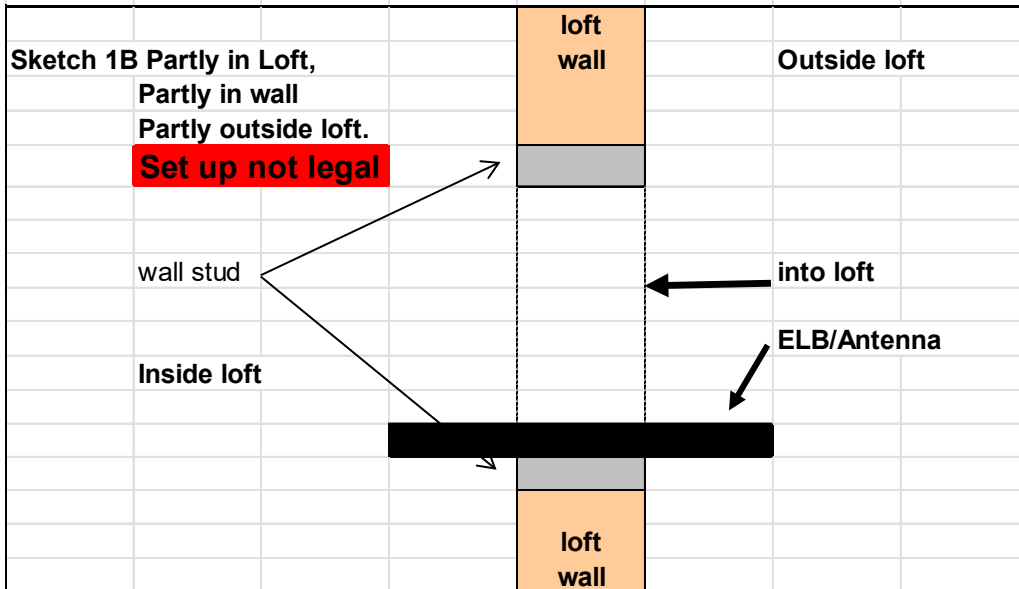 loft
wall
Sketch 1B Partly in Loft,
Outside loft
Partly in wall
Partly outside loft.
Set up not legal
wall stud
into loft
ELB/Antenna
Inside loft
loft
wall